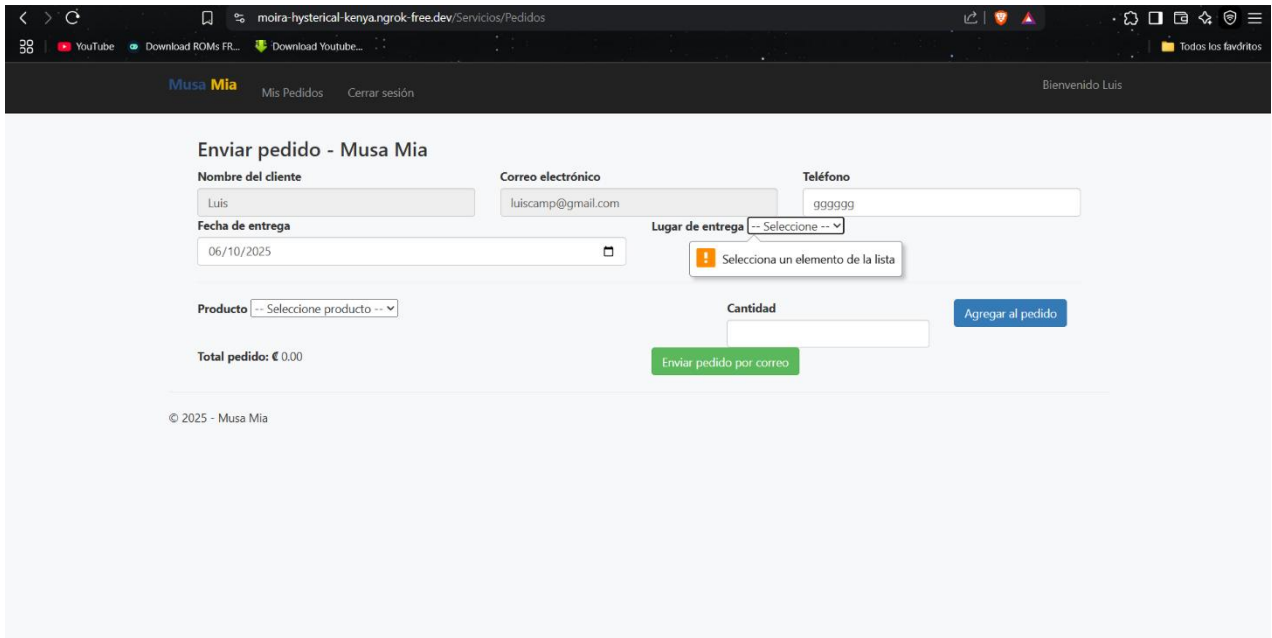 moira-hysterical-kenya.ngrok-free.dev/Servicios/Pedidos
YouTube Download ROMs FR... Download Youtube... Todos los favoritos
Musa Mia Mis Pedidos Cerrar sesión Bienvenido Luis
Enviar pedido - Musa Mia
Nombre del cliente Correo electrónico Teléfono
Luis luiscamp@gmail.com gggggg
Fecha de entrega Lugar de entrega -- Seleccione --
06/10/2025
! Selecciona un elemento de la lista
Producto -- Seleccione producto -- Cantidad Agregar al pedido
Total pedido: ₡ 0.00 Enviar pedido por correo
© 2025 - Musa Mia